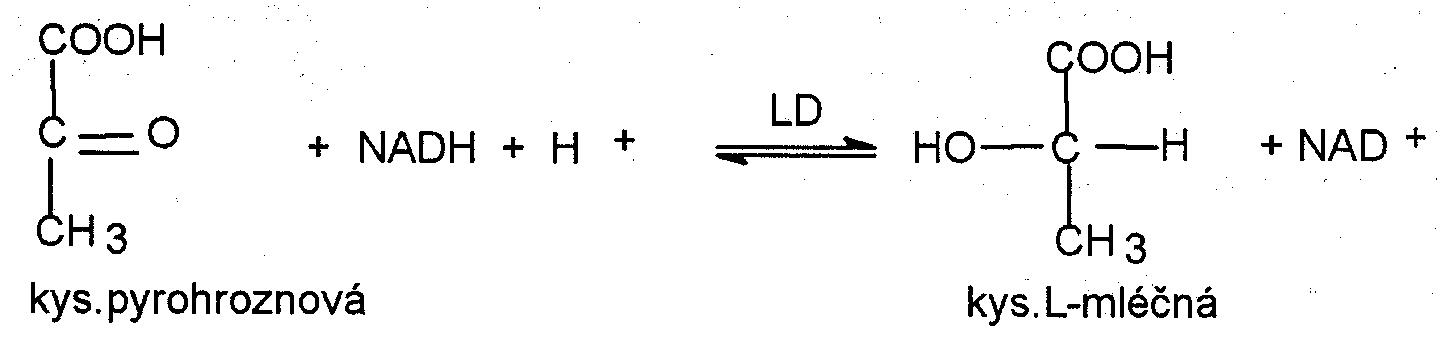 COOH
C=O + NADH + H +
CH3
kys.pyrohroznová
LD
COOH
HO-C-H + NAD +
CH3
kys.L-mléčná